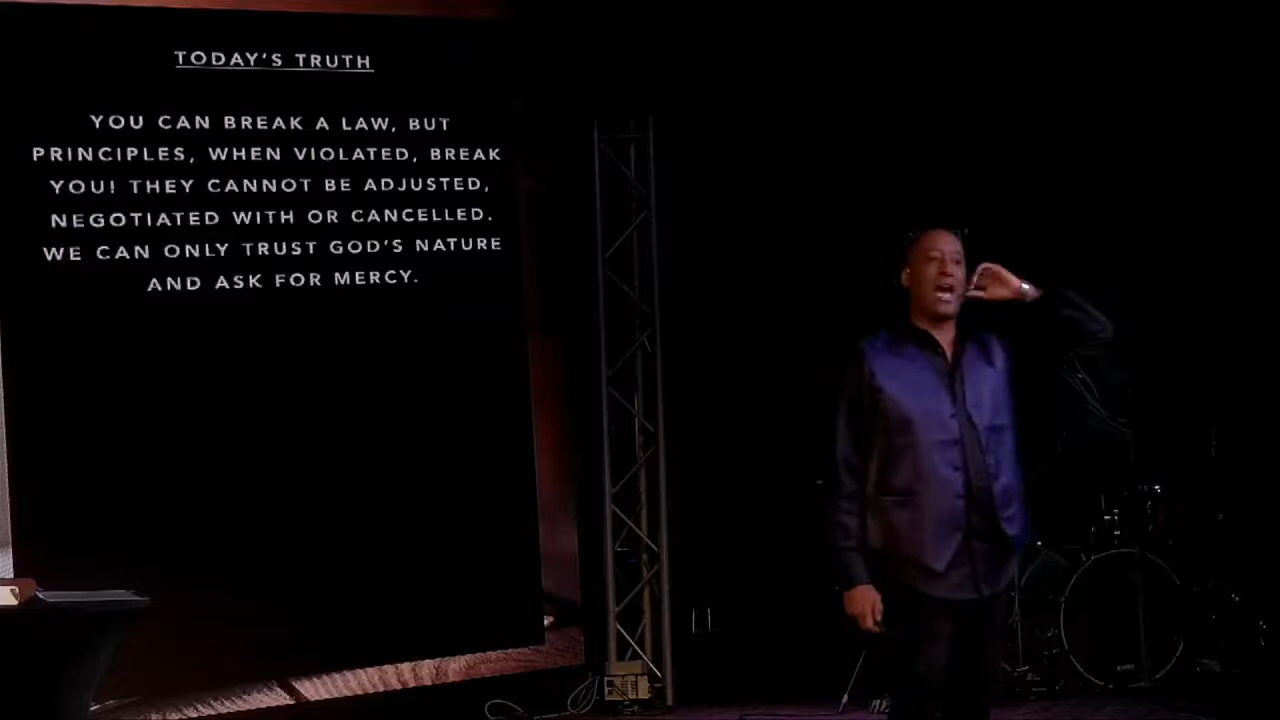 TODAY'S TRUTH
YOU CAN BREAK A LAW, BUT
PRINCIPLES, WHEN VIOLATED, BREAK
YOU! THEY CANNOT BE ADJUSTED,
NEGOTIATED WITH OR CANCELLED.
WE CAN ONLY TRUST GOD'S NATURE
AND ASK FOR MERCY.